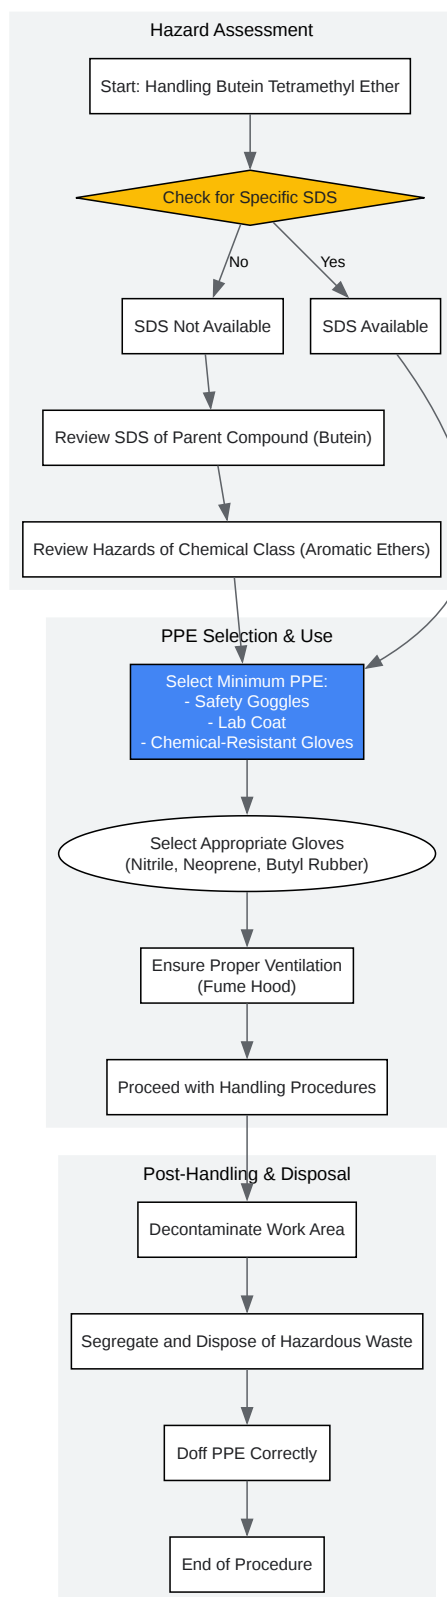 Hazard Assessment
Start: Handling Butein Tetramethyl Ether
Check for Specific SDS
No
Yes
SDS Not Available
SDS Available
Review SDS of Parent Compound (Butein)
Review Hazards of Chemical Class (Aromatic Ethers)
PPE Selection & Use
Select Minimum PPE:
- Safety Goggles
- Lab Coat
- Chemical-Resistant Gloves
Select Appropriate Gloves
(Nitrile, Neoprene, Butyl Rubber)
Ensure Proper Ventilation
(Fume Hood)
Proceed with Handling Procedures
Post-Handling & Disposal
Decontaminate Work Area
Segregate and Dispose of Hazardous Waste
Doff PPE Correctly
End of Procedure